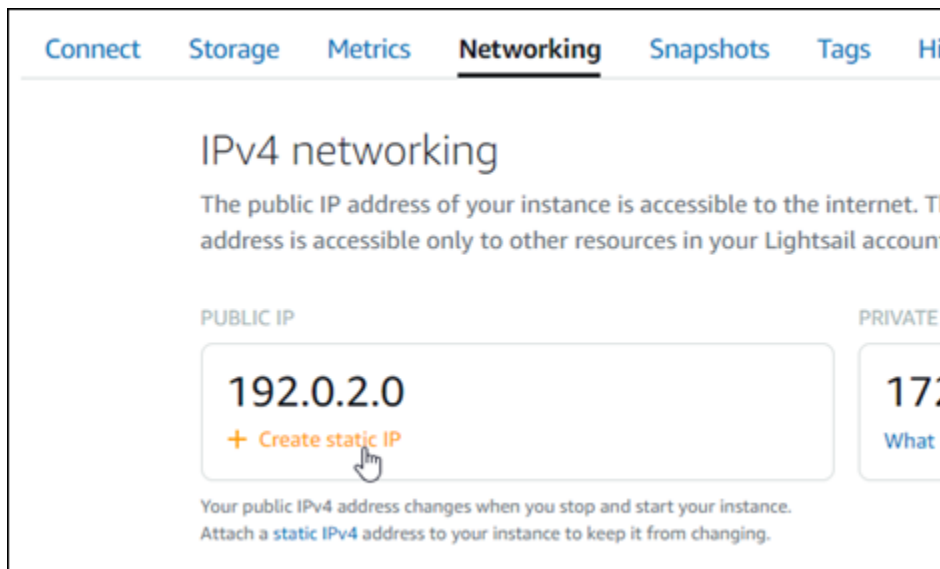 Connect Storage Metrics Networking Snapshots Tags
IPv4 networking
The public IP address of your instance is accessible to the internet.
address is accessible only to other resources in your Lightsail
PUBLIC IP
PRIVATE
192.0.2.0
+ Create static IP
What
Your public IPv4 address changes when you stop and start your instance.
Attach a static IPv4 address to your instance to keep it from changing.